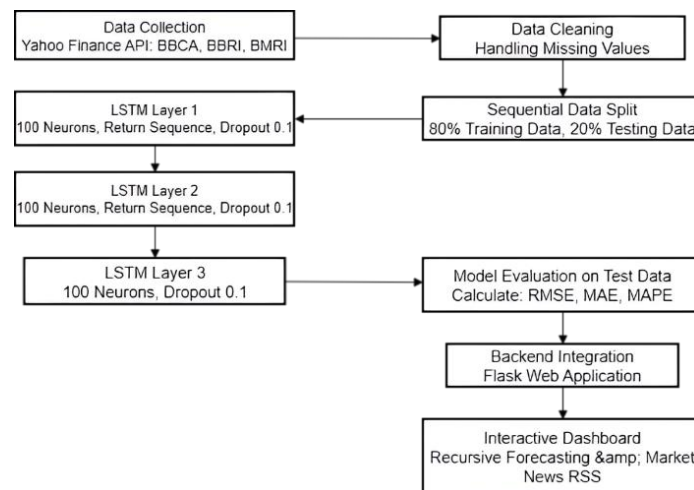 Data Collection
Yahoo Finance API: BBCA, BBRI, BMRI
Data Cleaning
Handling Missing Values
Sequential Data Split
80% Training Data, 20% Testing Data
LSTM Layer 1
100 Neurons, Return Sequence, Dropout 0.1
LSTM Layer 2
100 Neurons, Return Sequence, Dropout 0.1
LSTM Layer 3
100 Neurons, Dropout 0.1
Model Evaluation on Test Data
Calculate: RMSE, MAE, MAPE
Backend Integration
Flask Web Application
Interactive Dashboard
Recursive Forecasting &amp; Market
News RSS